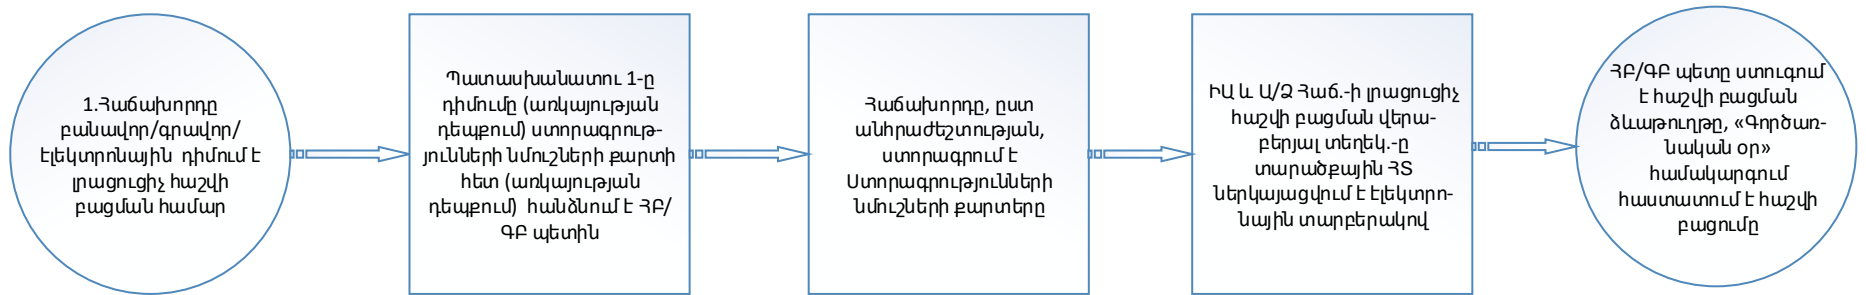 1.Հաճախորդը
բանավոր/գրավոր/
էլեկտրոնային դիմում է
լրացուցիչ հաշվի
բացման համար
Պատասխանատու 1-ը
դիմումը (առկայության
դեպքում) ստորագրութ-
յունների նմուշների քարտի
հետ (առկայության
դեպքում) հանձնում է ՀԲ/
ԳԲ պետին
Հաճախորդը, ըստ
անհրաժեշտության,
ստորագրում է
Ստորագրությունների
նմուշների քարտերը
ԻԱ և Ա/Ձ Հաճ.-ի լրացուցիչ
հաշվի բացման վերա-
բերյալ տեղեկ.-ը
տարածքային ՀՏ
ներկայացվում է էլեկտրո-
նային տարբերակով
ՀԲ/ԳԲ պետը ստուգում
է հաշվի բացման
ձևաթուղթը, «Գործառ-
նական օր»
համակարգում
հաստատում է հաշվի
բացումը